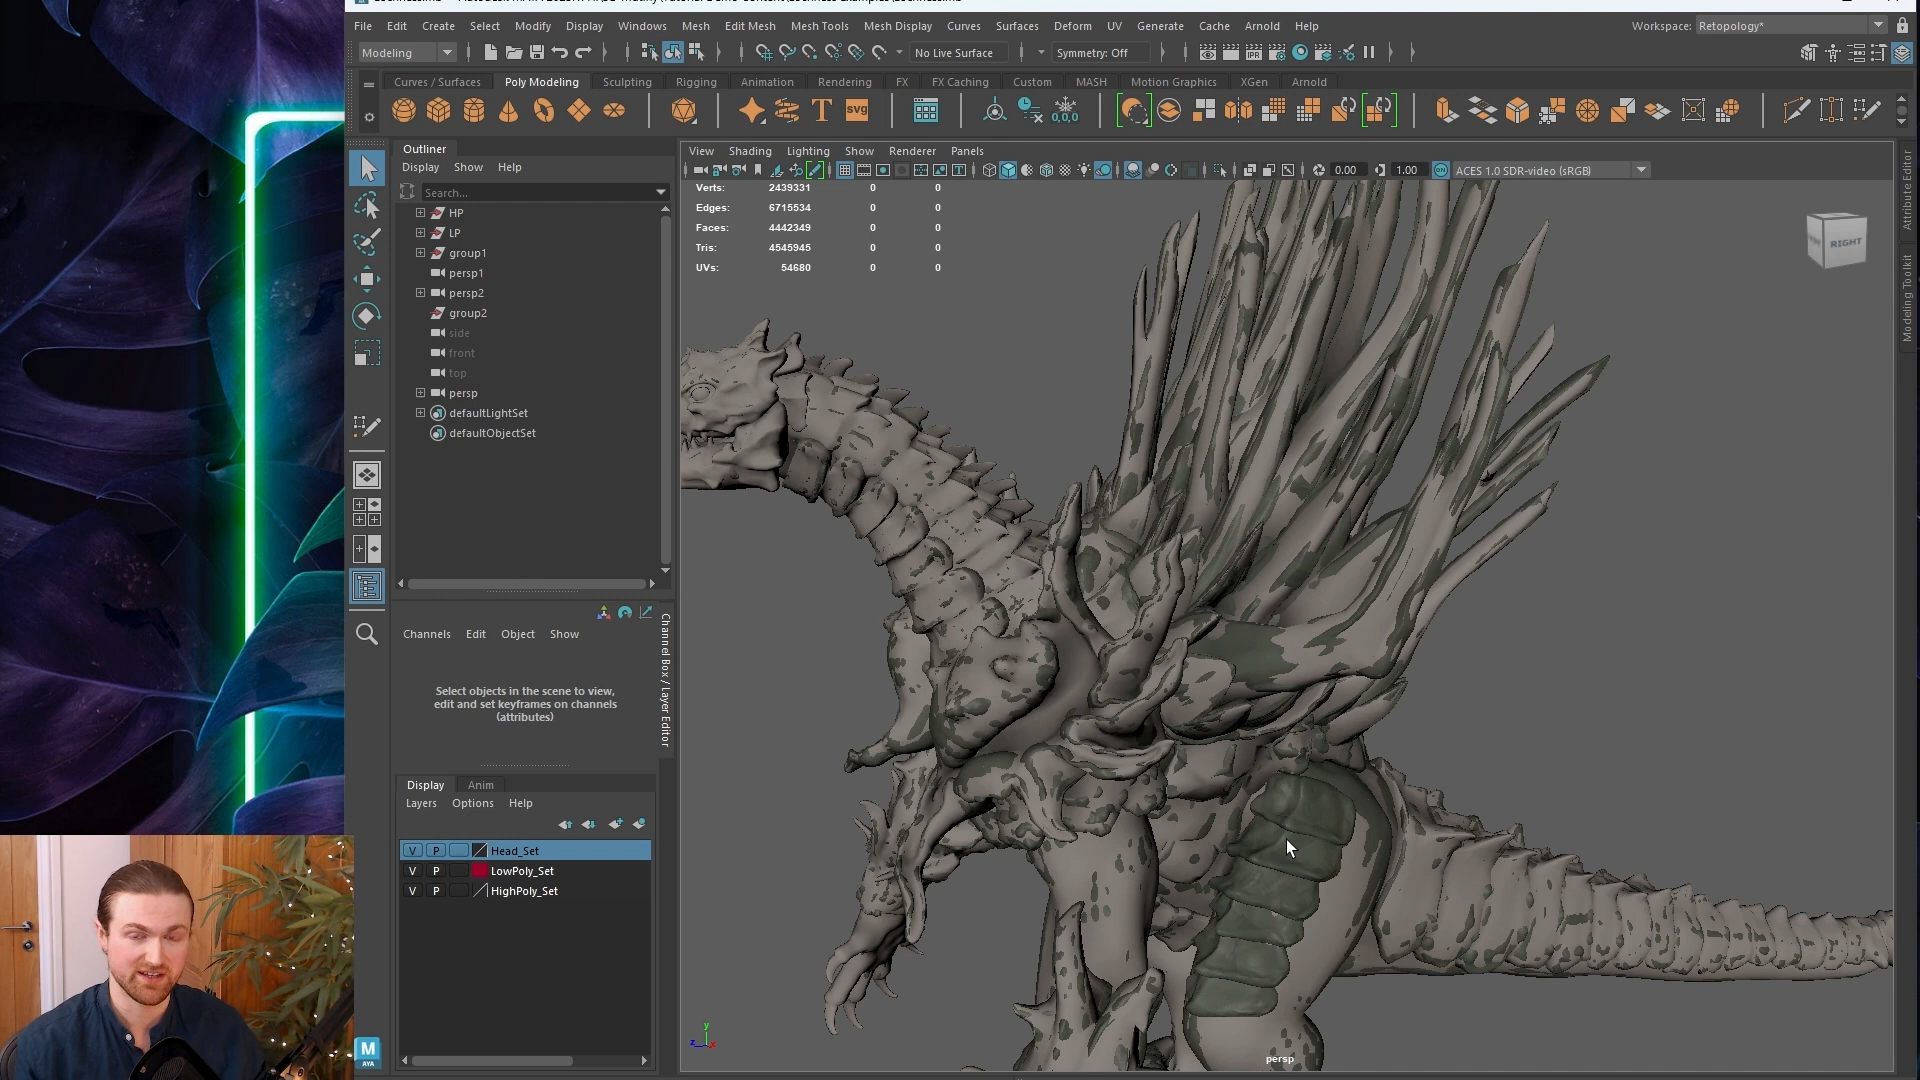 File Edit Create Select Modify Display Windows Mesh Edit Mesh Mesh Tools Mesh Display Curves Surfaces Deform UV Generate Cache Arnold Help Workspace: Retopology*
Modeling No Live Surface Symmetry: Off
Curves / Surfaces Poly Modeling Sculpting Rigging Animation Rendering FX FX Caching Custom MASH Motion Graphics XGen Arnold
T svg 0,0,0
Outliner
Display Show Help
Search...
HP
LP
group1
persp1
persp2
group2
side
front
top
persp
defaultLightSet
defaultObjectSet
View Shading Lighting Show Renderer Panels
0.00 1.00 ACES 1.0 SDR-video (sRGB)
Verts: 2439331 0 0
Edges: 6715534 0 0
Faces: 4442349 0 0
Tris: 4545945 0 0
UVs: 54680 0 0
RIGHT
Attribute Editor
Modeling Toolkit
Channels Edit Object Show
Channel Box / Layer Editor
Select objects in the scene to view,
edit and set keyframes on channels
(attributes)
Display Anim
Layers Options Help
V P Head_Set
V P LowPoly_Set
V P HighPoly_Set
M
AYA
y
z x
persp